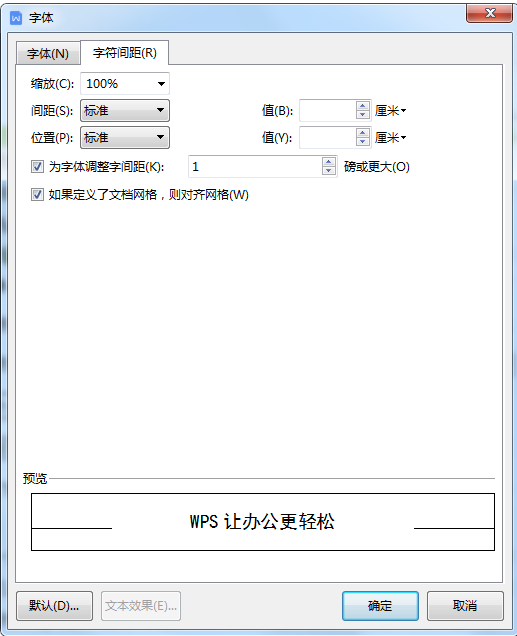 字体
字体(N) 字符间距(R)
缩放(C): 100%
间距(S): 标准 值(B): 厘米
位置(P): 标准 值(Y): 厘米
为字体调整字间距(K): 1 磅或更大(O)
如果定义了文档网格，则对齐网格(W)
预览
WPS 让办公更轻松
默认(D)... 文本效果(E)... 确定 取消